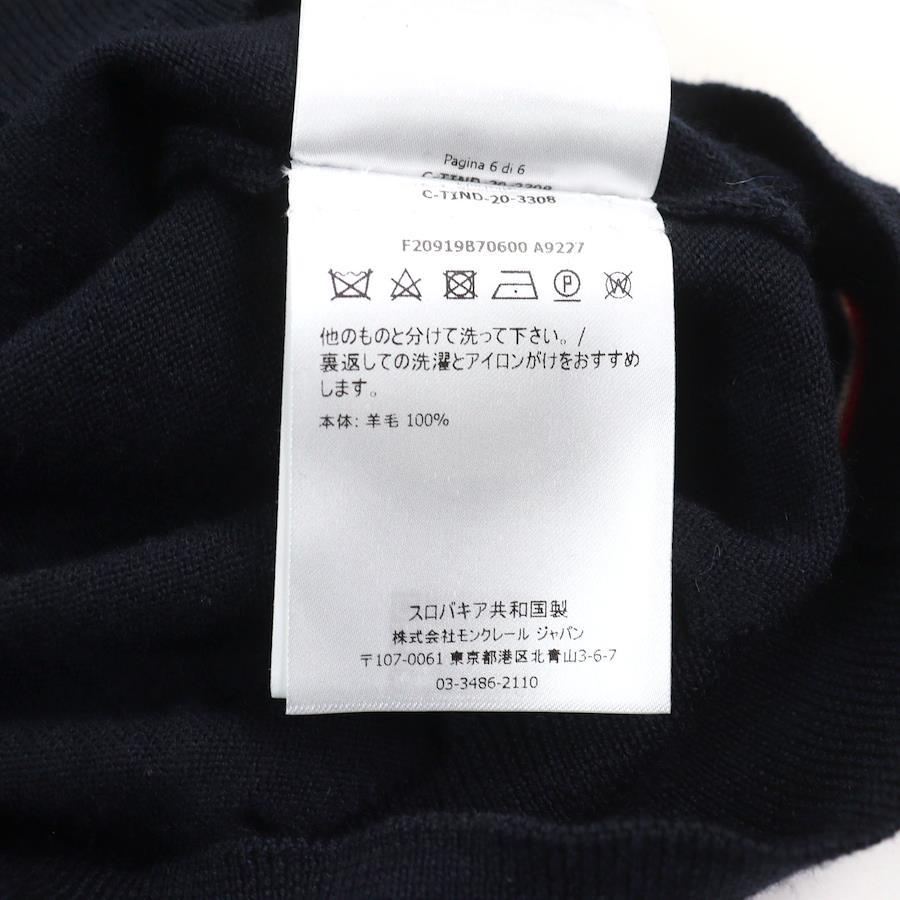 Pagina 6 di 6
C-TIND-20-3308
C-TIND-20-3308
F20919B70600 A9227
P W
他のものと分けて洗って下さい。/
裏返しての洗濯とアイロンがけをおすすめ
します。
本体: 羊毛 100%
スロバキア共和国製
株式会社モンクレール ジャパン
〒107-0061 東京都港区北青山3-6-7
03-3486-2110